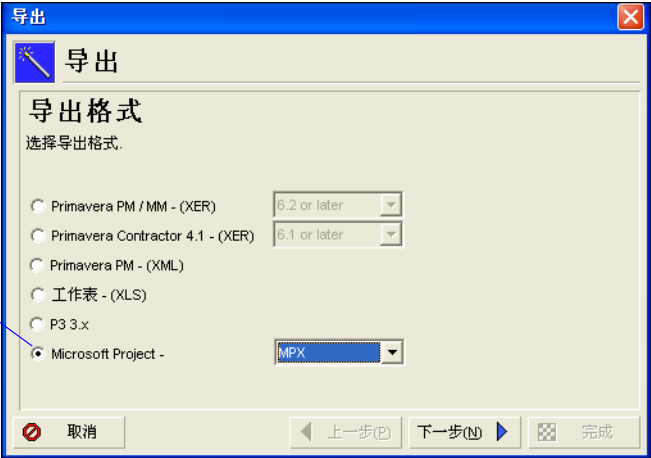 导出
导出
导出格式
选择导出格式.
Primavera PM / MM - (XER) 6.2 or later
Primavera Contractor 4.1 - (XER) 6.1 or later
Primavera PM - (XML)
工作表 - (XLS)
P3 3.x
Microsoft Project - MPX
取消 上一步(P) 下一步(N) 完成